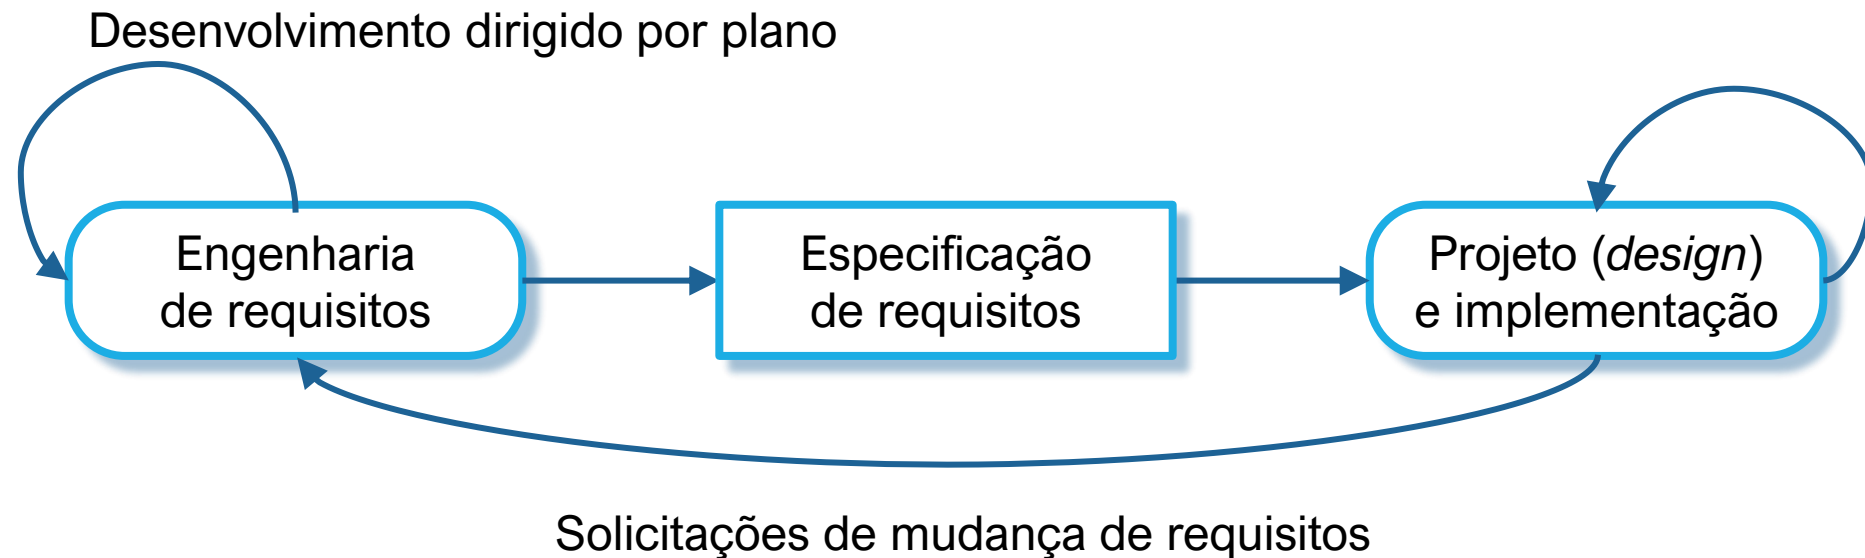 Desenvolvimento dirigido por plano
Engenharia
de requisitos
Especificação
de requisitos
Projeto (design)
e implementação
Solicitações de mudança de requisitos